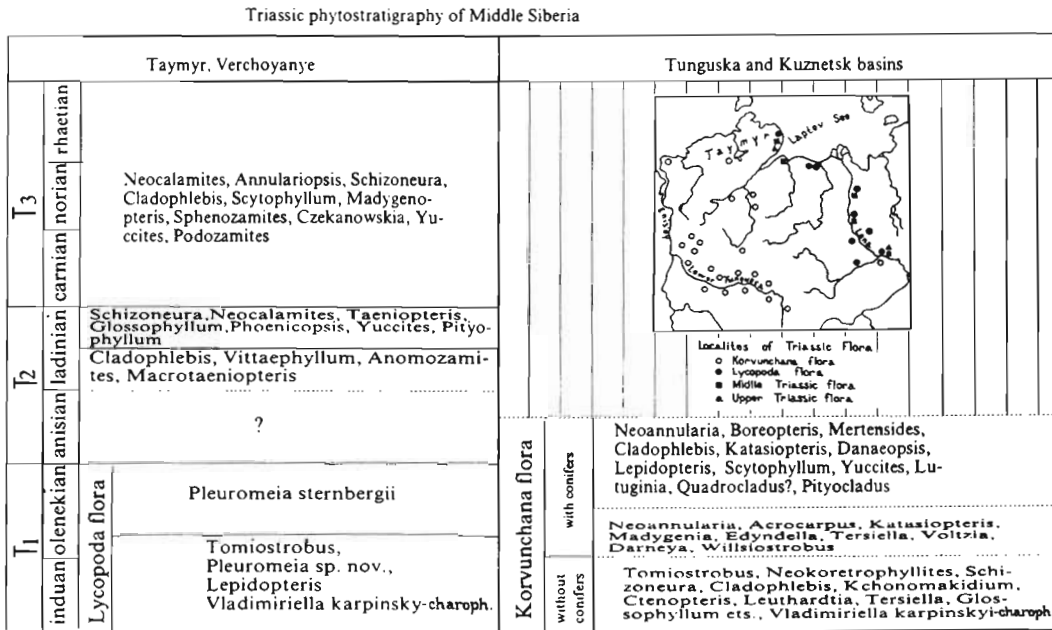 Triassic phytostratigraphy of Middle Siberia
Taymyr, Verchoyanye
Tunguska and Kuznetsk basins
T3
rhaetian
norian
carnian
Neocalamites, Annulariopsis, Schizoneura,
Cladophlebis, Scytophyllum, Madygeno-
pteris, Sphenozamites, Czekanowskia, Yu-
ccites, Podozamites
T2
ladinian
anisian
Schizoneura,Neocalamites, Taeniopteris,
Glossophyllum,Phoenicopsis, Yuccites, Pityo-
phyllum
Cladophlebis, Vittaephyllum, Anomozami-
tes, Macrotaeniopteris
?
T1
olenekian
induan
Lycopoda flora
Pleuromeia sternbergii
Tomiostrobus,
Pleuromeia sp. nov.,
Lepidopteris
Vladimiriella karpinsky-charoph.
Taymyr
Laptev See
Lena
Lower Tunguska
Localites of Triassic Flora
Korvunchana flora
Lycopoda flora
Midlle Triassic flora
Upper Triassic flora
Korvunchana flora
with conifers
without
conifers
Neoannularia, Boreopteris, Mertensides,
Cladophlebis, Katasiopteris, Danaeopsis,
Lepidopteris, Scytophyllum, Yuccites, Lu-
tuginia, Quadrocladus?, Pityocladus
Neoannularia, Acrocarpus, Katasiopteris,
Madygenia, Edyndella, Tersiella, Voltzia,
Darneya, Willsiostrobus
Tomiostrobus, Neokoretrophyllites, Schi-
zoneura, Cladophlebis, Kchonomakidium,
Ctenopteris, Leuthardtia, Tersiella, Glos-
sophyllum ets., Vladimiriella karpinskyi-charoph